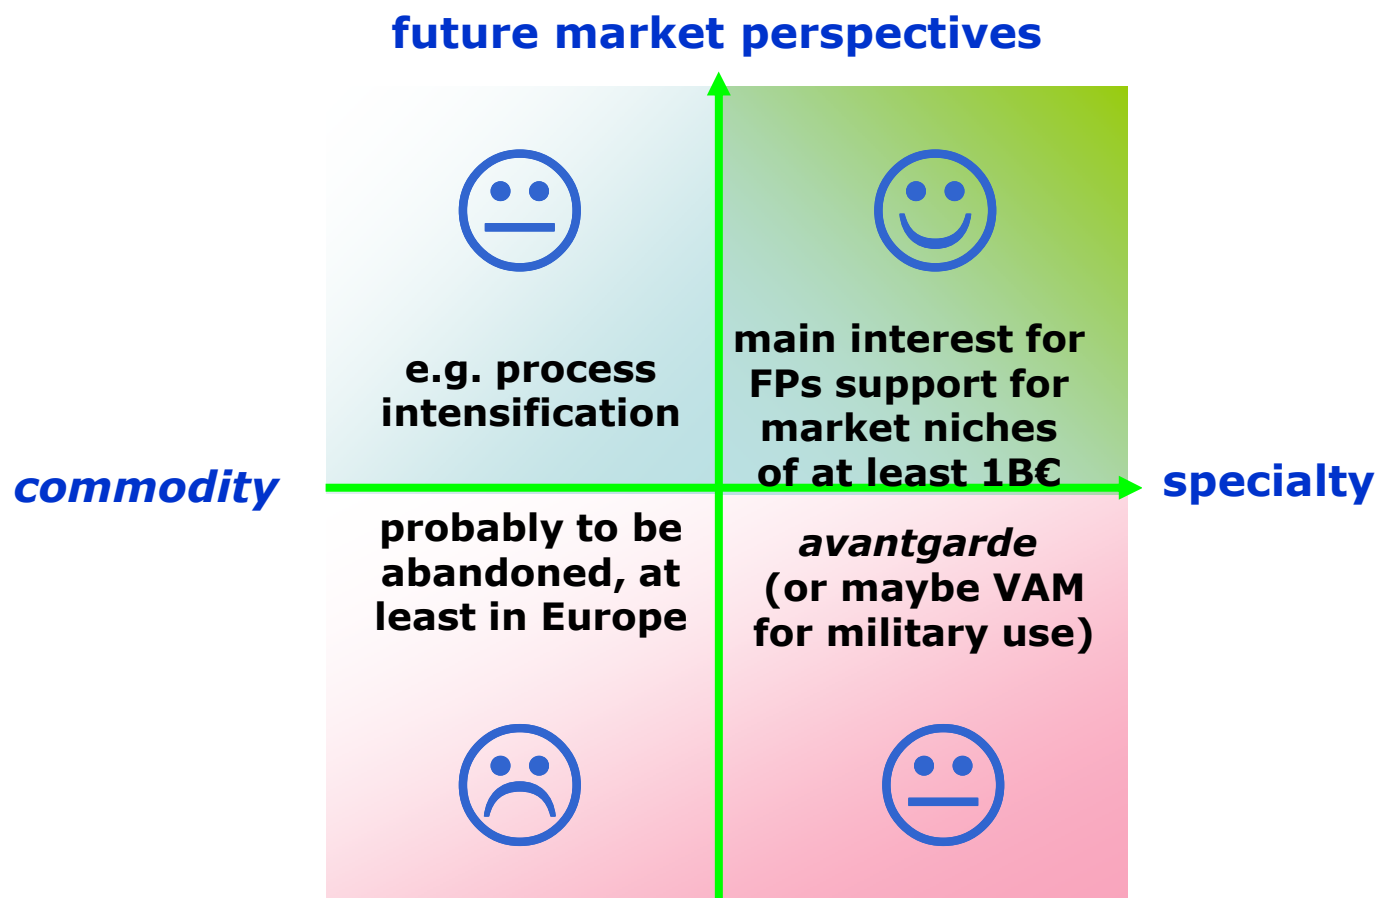 future market perspectives
e.g. process
intensification
main interest for
FPs support for
market niches
of at least 1B€
commodity
specialty
probably to be
abandoned, at
least in Europe
avantgarde
(or maybe VAM
for military use)